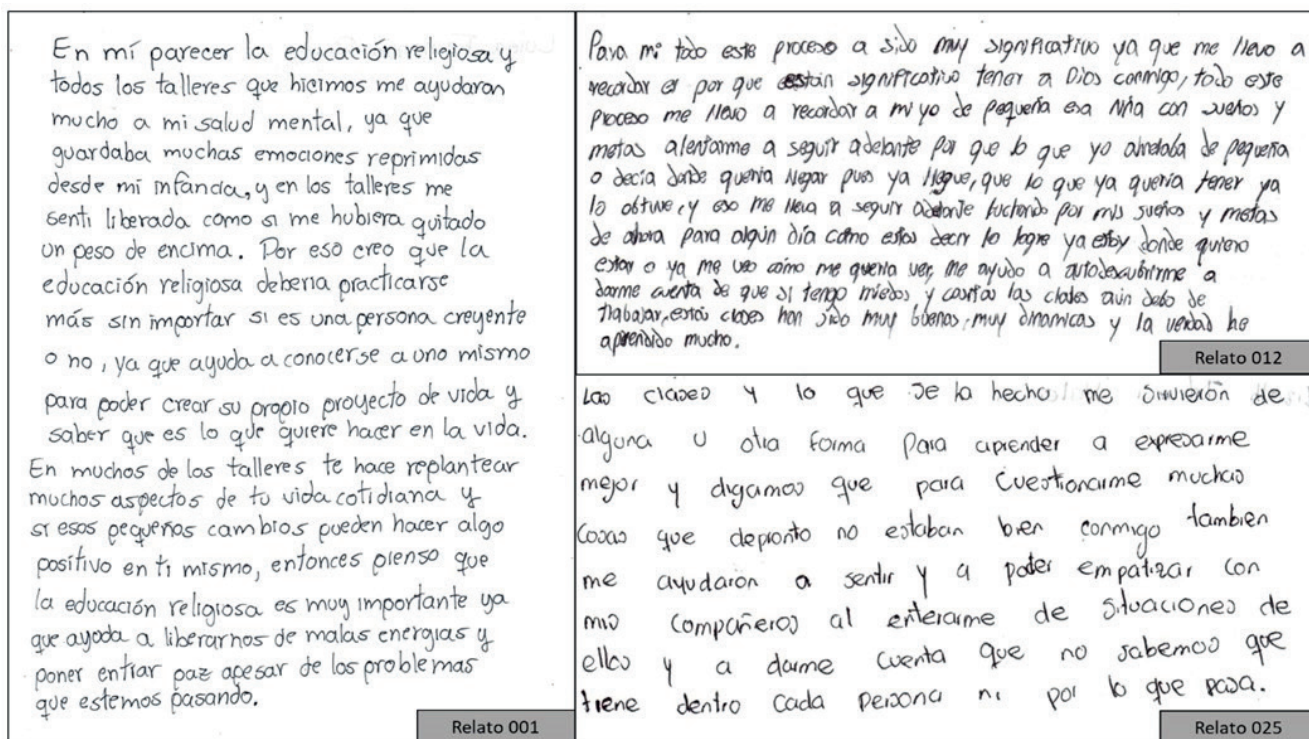 En mí parecer la educación religiosa y
todos los talleres que hicimos me ayudaron
mucho a mi salud mental, ya que
guardaba muchas emociones reprimidas
desde mi infancia, y en los talleres me
senti liberada como si me hubiera quitado
un peso de encima. Por eso creo que la
educación religiosa deberia practicarse
más sin importar si es una persona creyente
o no, ya que ayuda a conocerse a uno mismo
para poder crear su propio proyecto de vida y
saber que es lo que quiere hacer en la vida.
En muchos de los talleres te hace replantear
muchos aspectos de tu vida cotidiana y
si esos pequeños cambios pueden hacer algo
positivo en ti mismo, entonces pienso que
la educación religiosa es muy importante ya
que ayuda a liberarnos de malas energias y
poner entrar paz apesar de los problemas
que estemos pasando.
Relato 001
Para mi todo este proceso a sido muy significativo ya que me llevo a
recordar el por que es tan significativo tener a Dios conmigo, todo este
proceso me llevo a recordar a mi yo de pequeña esa niña con sueños y
metas alentarme a seguir adelante por que lo que yo anhelaba de pequeña
o decía donde quería llegar pues ya llegue, que lo que ya quería tener ya
lo obtuve, y eso me lleva a seguir adelante luchando por mis sueños y metas
de ahora para algún día como estos decir lo logre ya estoy donde quiero
estar o ya me veo como me quería ver, me ayudo a autodescubrirme a
darme cuenta de que si tengo miedos, y las cuales aún debo de
trabajar, estas clases han sido muy buenas, muy dinamicas y la verdad he
aprendido mucho.
Relato 012
Las clases y lo que se ha hecho me sirvierón de
alguna u otra forma para aprender a expresarme
mejor y digamos que para cuestionarme muchas
cosas que depronto no estaban bien conmigo tambien
me ayudarón a sentir y a poder empatizar con
mis compañeros al enterarme de situaciones de
ellos y a darme cuenta que no sabemos que
tiene dentro cada persona ni por lo que pasa.
Relato 025